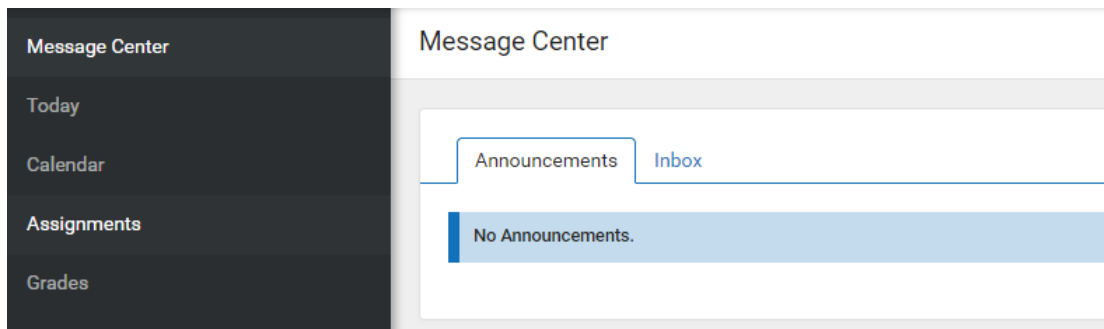 Message Center
Today
Calendar
Assignments
Grades
Message Center
Announcements Inbox
No Announcements.